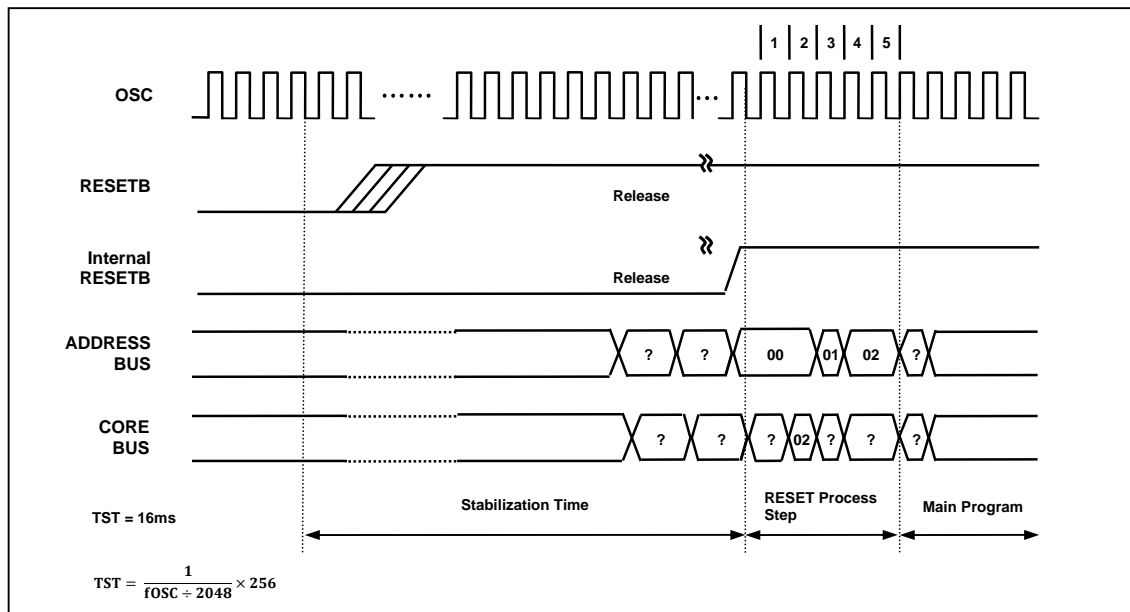 1 2 3 4 5
OSC
RESETB
Release
Internal
RESETB
Release
ADDRESS
BUS
? ? 00 01 02 ?
CORE
BUS
? ? ? 02 ? ? ?
TST = 16ms
Stabilization Time
RESET Process
Step
Main Program
TST = 1 / fOSC ÷ 2048 × 256